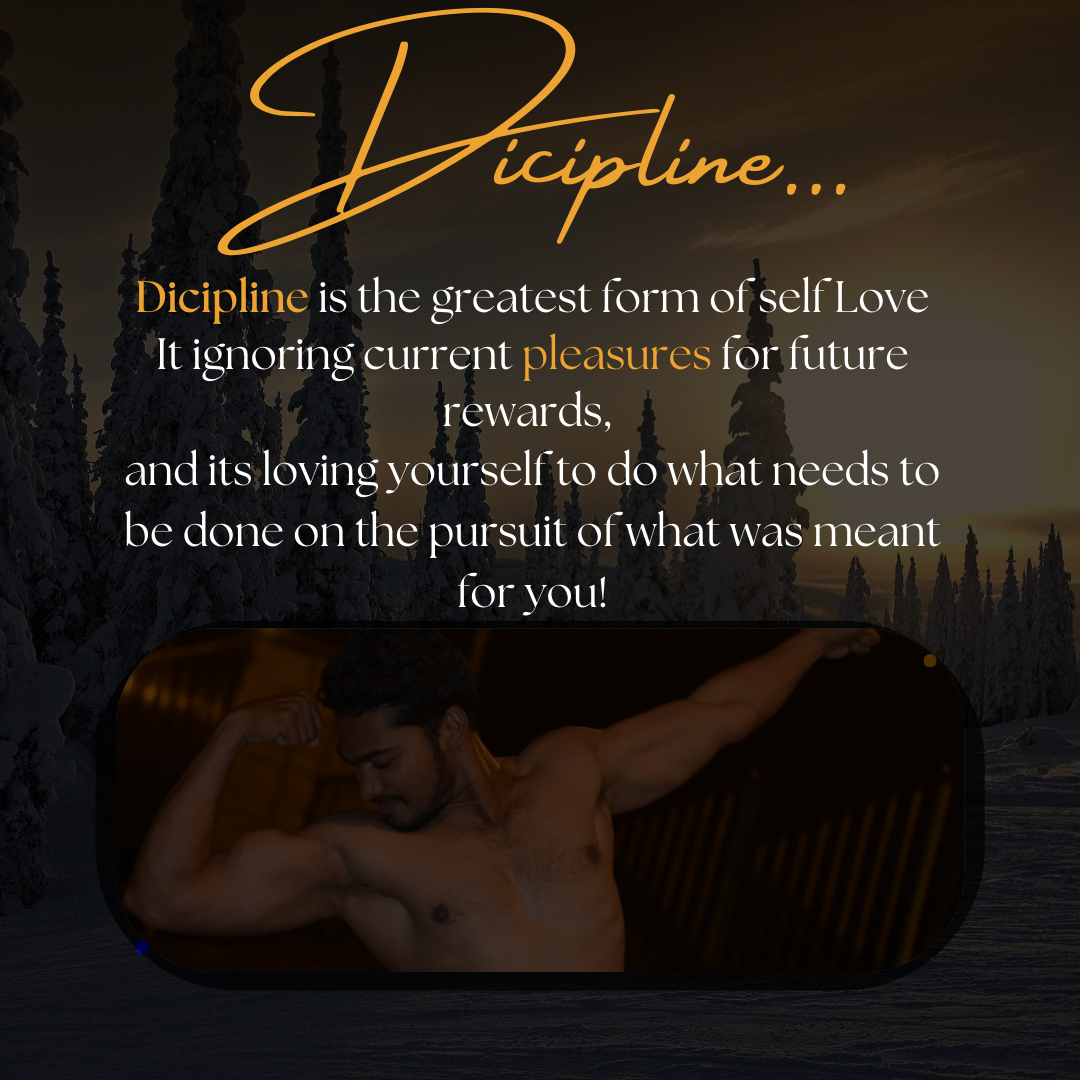 Dicipline...
Dicipline is the greatest form of self Love
It ignoring current pleasures for future
rewards,
and its loving yourself to do what needs to
be done on the pursuit of what was meant
for you!